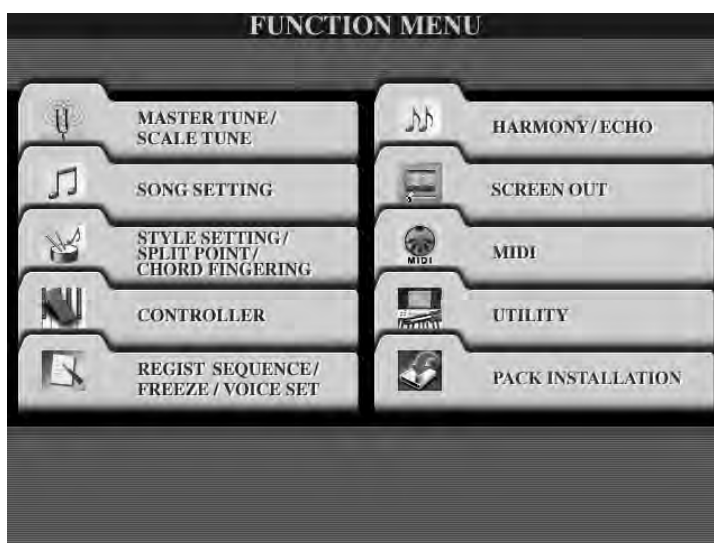 FUNCTION MENU
MASTER TUNE/
SCALE TUNE
SONG SETTING
STYLE SETTING/
SPLIT POINT/
CHORD FINGERING
CONTROLLER
REGIST SEQUENCE/
FREEZE / VOICE SET
HARMONY/ECHO
SCREEN OUT
MIDI
MIDI
UTILITY
PACK INSTALLATION